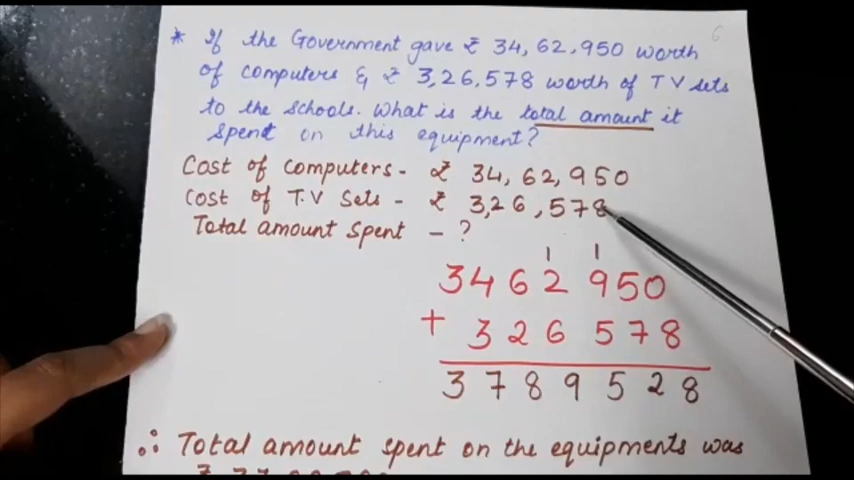 * If the Government gave ₹ 34,62,950 worth
of computers & ₹ 3,26,578 worth of TV sets
to the schools. What is the total amount it
spent on this equipment?
Cost of Computers - ₹ 34,62,950
Cost of T.V Sets - ₹ 3,26,578
Total amount Spent - ?
1 1
3462950
+ 326578
3789528
∴ Total amount spent on the equipments was